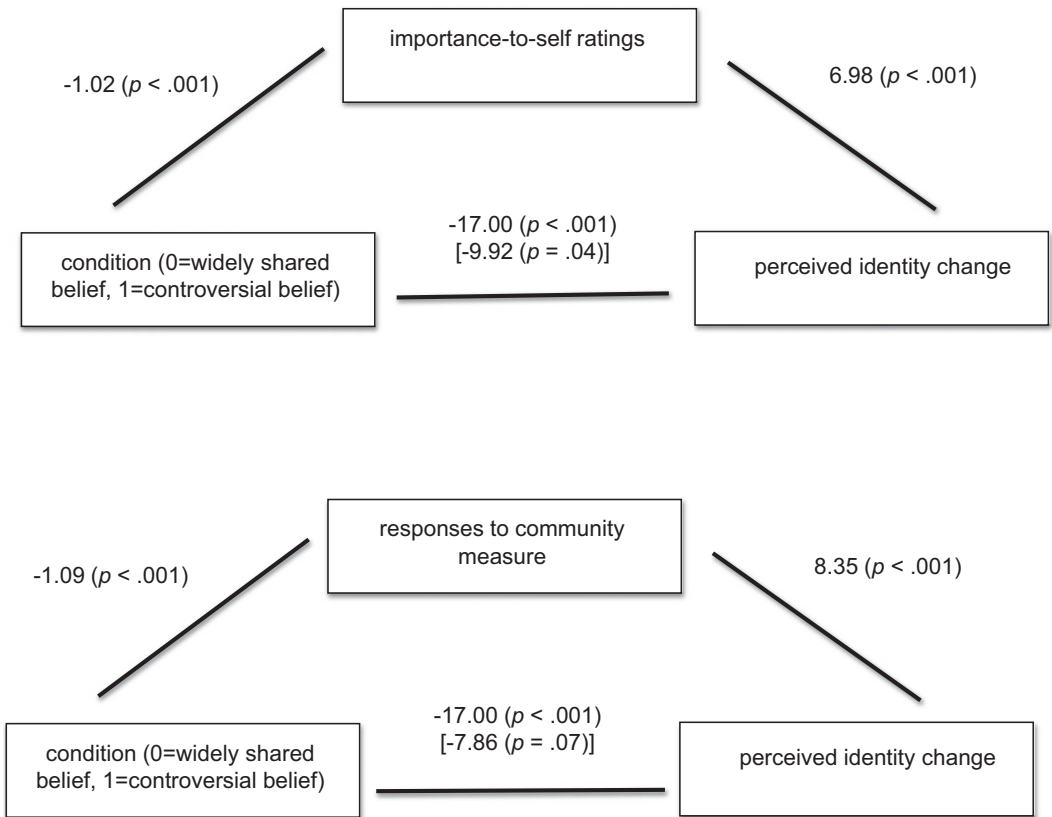 importance-to-self ratings
-1.02 (p < .001)
6.98 (p < .001)
-17.00 (p < .001)
[-9.92 (p = .04)]
condition (0=widely shared
belief, 1=controversial belief)
perceived identity change
responses to community
measure
-1.09 (p < .001)
8.35 (p < .001)
-17.00 (p < .001)
[-7.86 (p = .07)]
condition (0=widely shared
belief, 1=controversial belief)
perceived identity change